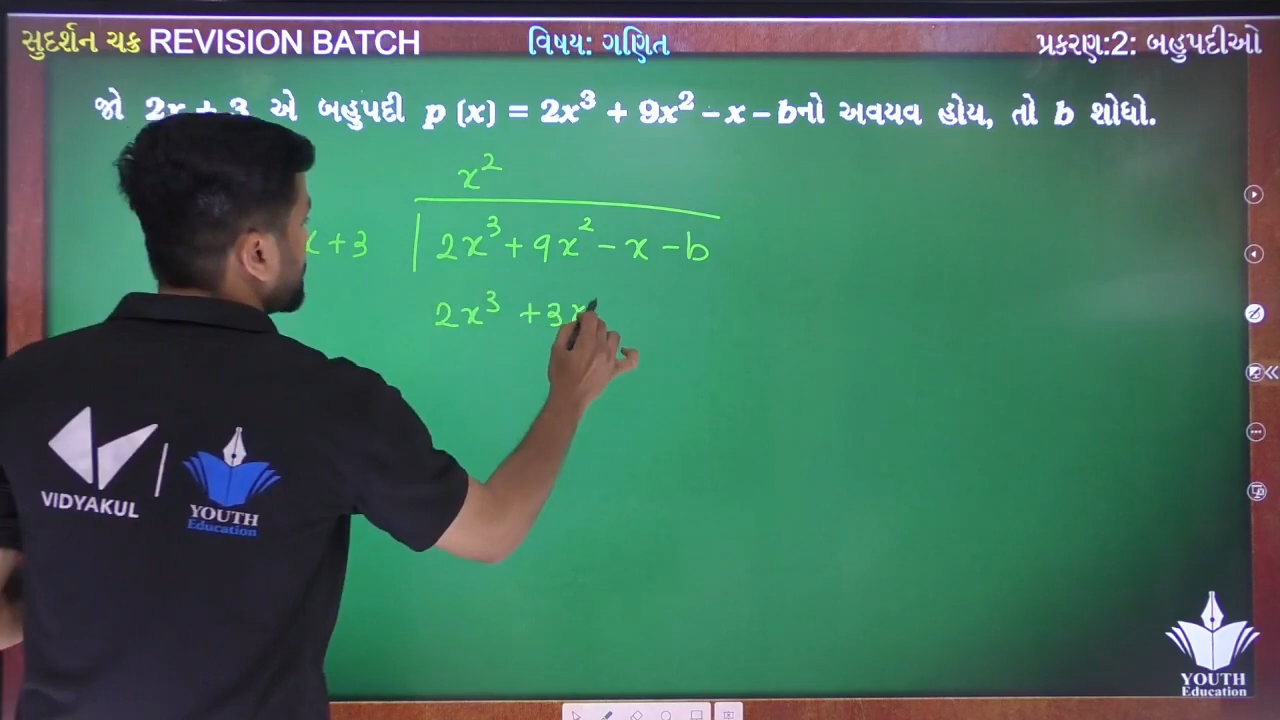 સુદર્શન ચક્ર REVISION BATCH
વિષય: ગણિત
પ્રકરણ:2: બહુપદીઓ
જો 2x + 3 એ બહુપદી p (x) = 2x³ + 9x² – x – bનો અવયવ હોય, તો b શોધો.
x²
x + 3
2x³ + 9x² – x – b
2x³ + 3x
VIDYAKUL
YOUTH
Education
YOUTH
Education